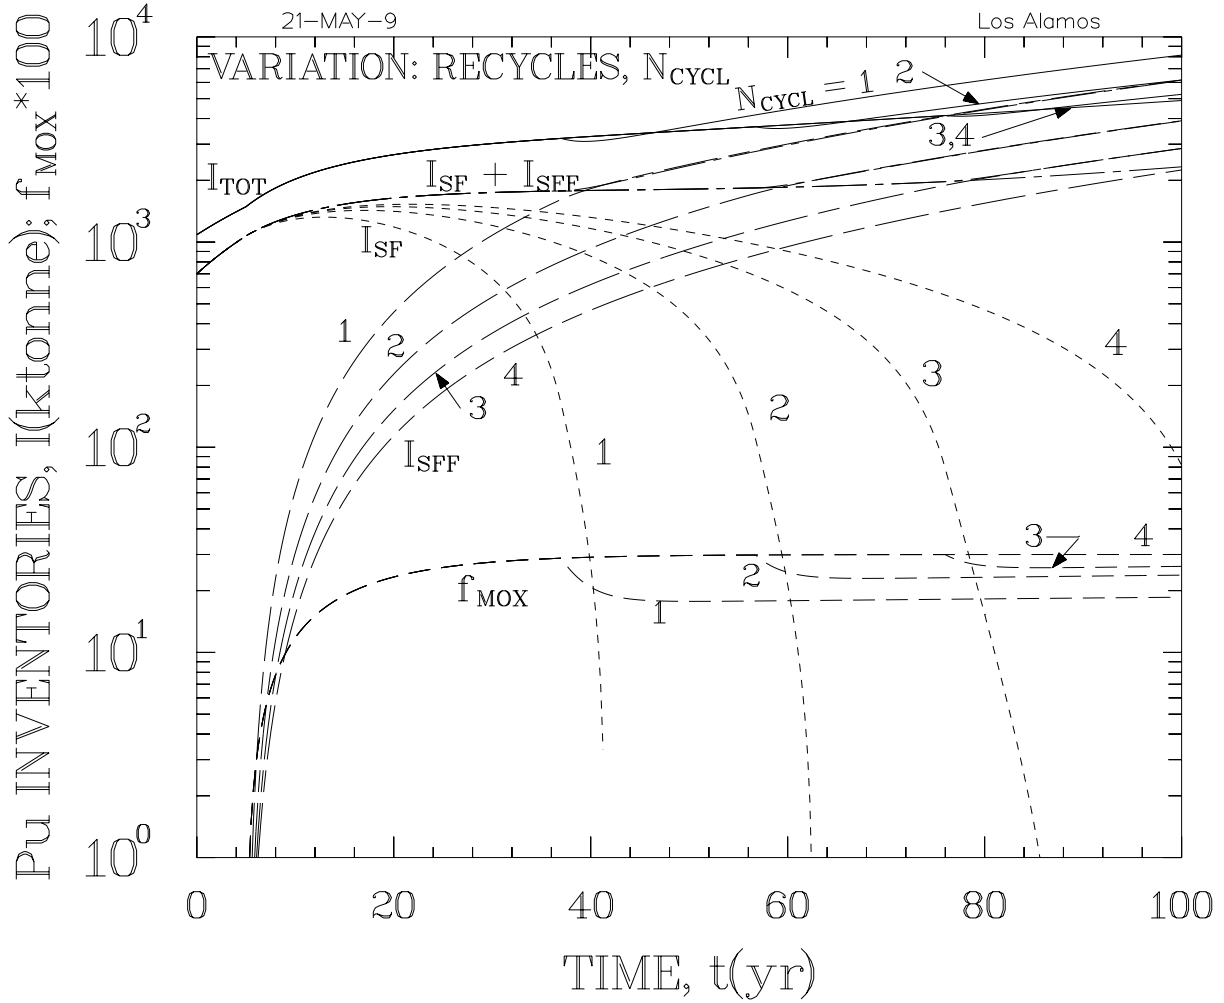 21-MAY-9 Los Alamos
VARIATION: RECYCLES, N_CYCL
N_CYCL = 1 2
3,4
I_TOT
I_SF + I_SFF
I_SF
1 2 3 4
I_SFF
1 2 3 4
f_MOX
1 2 3 4
Pu INVENTORIES, I(ktonne); f_MOX*100
10^4
10^3
10^2
10^1
10^0
0 20 40 60 80 100
TIME, t(yr)